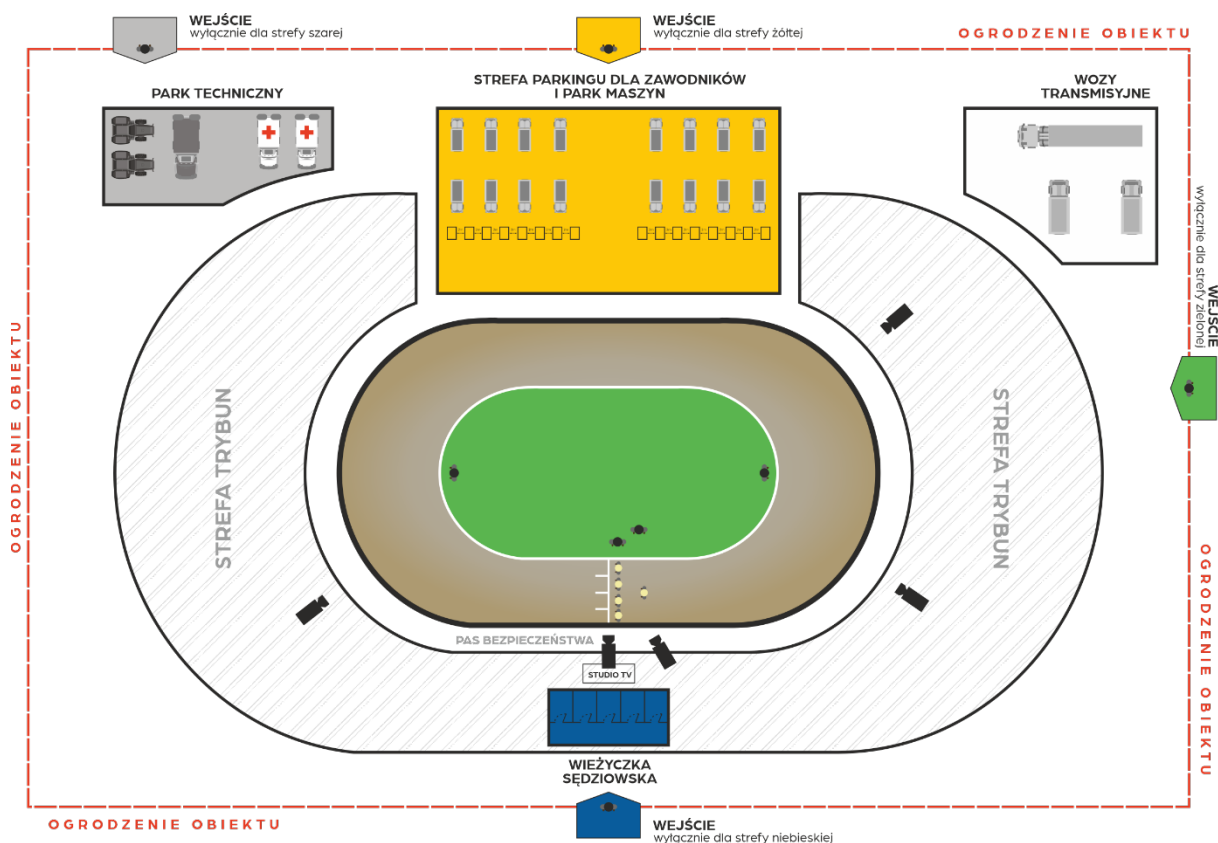 WEJŚCIE
wyłącznie dla strefy szarej
WEJŚCIE
wyłącznie dla strefy żółtej
OGRODZENIE OBIEKTU
PARK TECHNICZNY
STREFA PARKINGU DLA ZAWODNIKÓW
I PARK MASZYN
WOZY
TRANSMISYJNE
WEJŚCIE
wyłącznie dla strefy zielonej
OGRODZENIE OBIEKTU
STREFA TRYBUN
STREFA TRYBUN
OGRODZENIE OBIEKTU
PAS BEZPIECZEŃSTWA
STUDIO TV
WIEŻYCZKA
SĘDZIOWSKA
OGRODZENIE OBIEKTU
WEJŚCIE
wyłącznie dla strefy niebieskiej